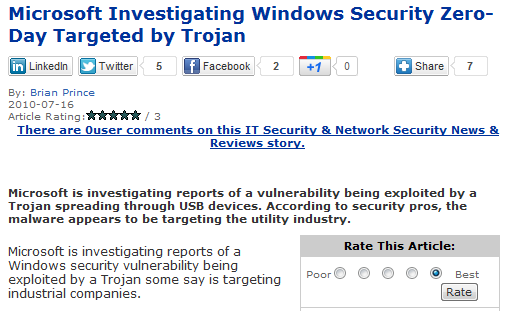 Microsoft Investigating Windows Security Zero-
Day Targeted by Trojan
in LinkedIn Twitter 5 f Facebook 2 +1 0 Share 7
By: Brian Prince
2010-07-16
Article Rating: / 3
There are 0user comments on this IT Security & Network Security News &
Reviews story.
Microsoft is investigating reports of a vulnerability being exploited by a
Trojan spreading through USB devices. According to security pros, the
malware appears to be targeting the utility industry.
Microsoft is investigating reports of a
Windows security vulnerability being
exploited by a Trojan some say is targeting
industrial companies.
Rate This Article:
Poor Best
Rate